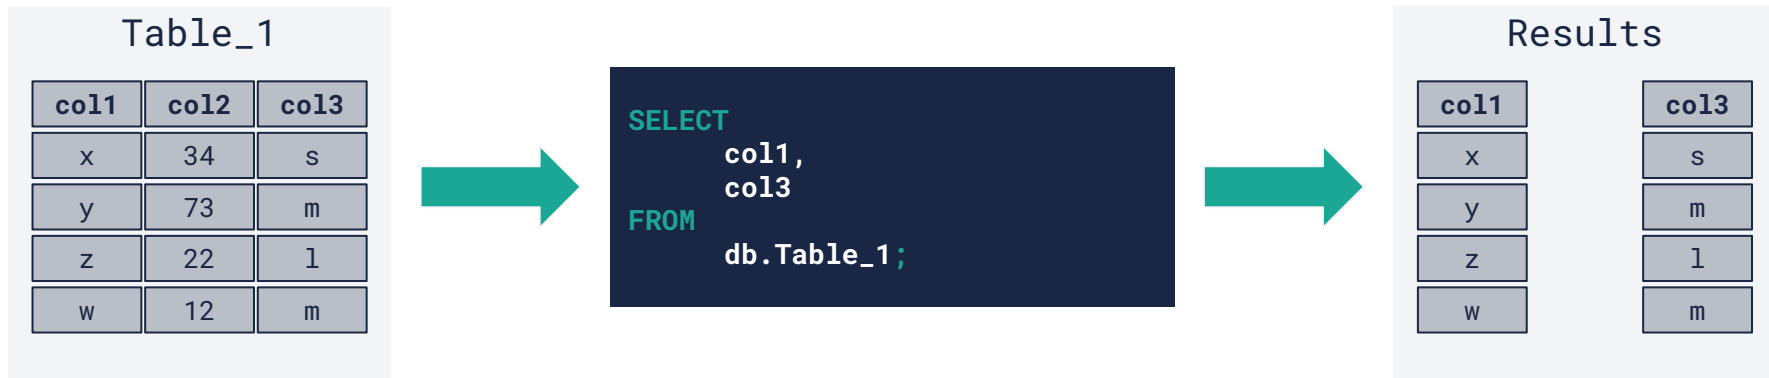 Table_1
col1 col2 col3
x 34 s
y 73 m
z 22 l
w 12 m
SELECT
col1,
col3
FROM
db.Table_1;
Results
col1 col3
x s
y m
z l
w m